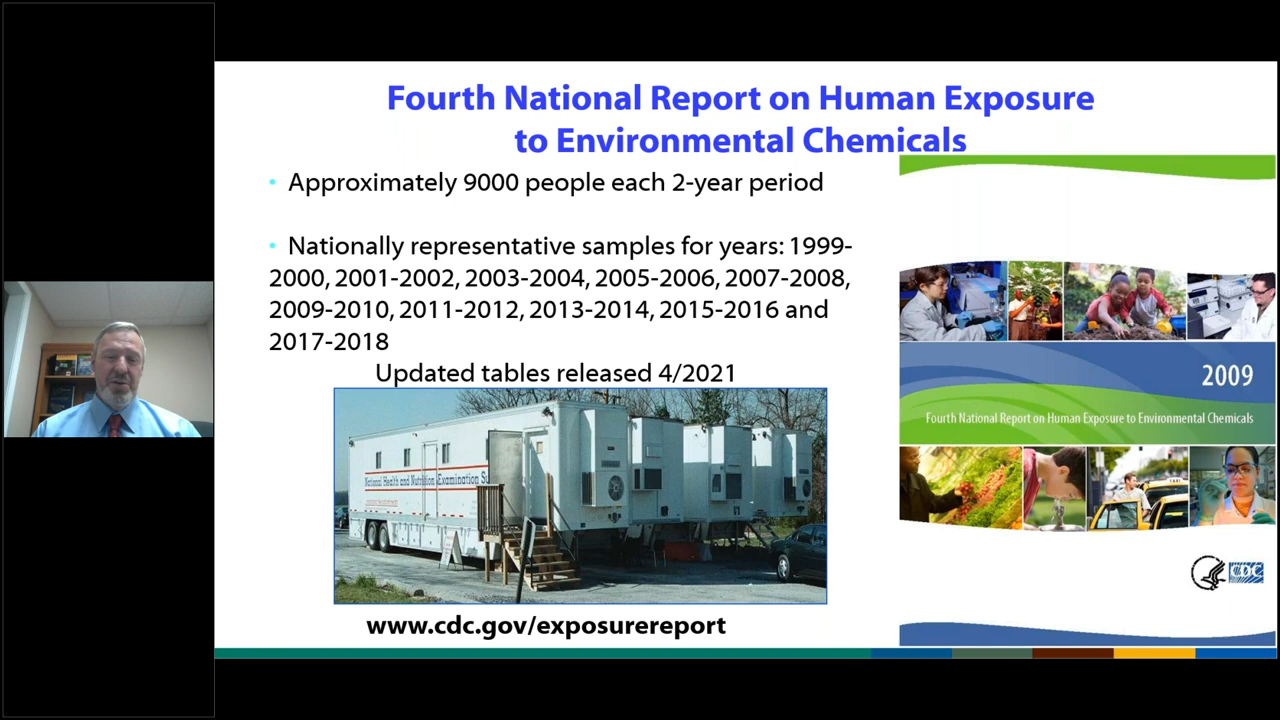 Fourth National Report on Human Exposure
to Environmental Chemicals
• Approximately 9000 people each 2-year period
• Nationally representative samples for years: 1999-
2000, 2001-2002, 2003-2004, 2005-2006, 2007-2008,
2009-2010, 2011-2012, 2013-2014, 2015-2016 and
2017-2018
Updated tables released 4/2021
National Health and Nutrition Examination Su
www.cdc.gov/exposurereport
2009
Fourth National Report on Human Exposure to Environmental Chemicals
CDC
TAXI